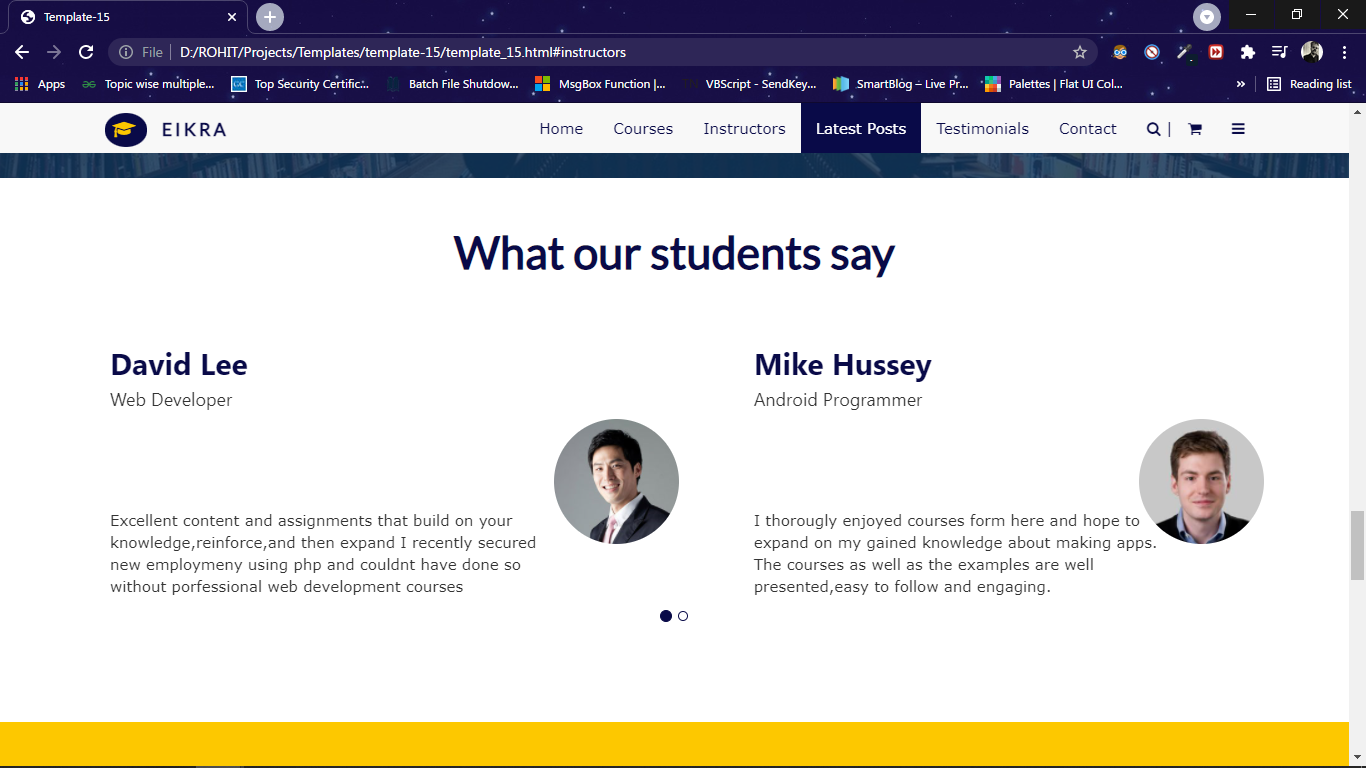 Template-15
File | D:/ROHIT/Projects/Templates/template-15/template_15.html#instructors
Apps Topic wise multiple... Top Security Certific... Batch File Shutdow... MsgBox Function |... VBScript - SendKey... SmartBlog – Live Pr... Palettes | Flat UI Col... » Reading list
EIKRA Home Courses Instructors Latest Posts Testimonials Contact |
What our students say
David Lee
Web Developer
Excellent content and assignments that build on your
knowledge,reinforce,and then expand I recently secured
new employmeny using php and couldnt have done so
without porfessional web development courses
Mike Hussey
Android Programmer
I thorougly enjoyed courses form here and hope to
expand on my gained knowledge about making apps.
The courses as well as the examples are well
presented,easy to follow and engaging.